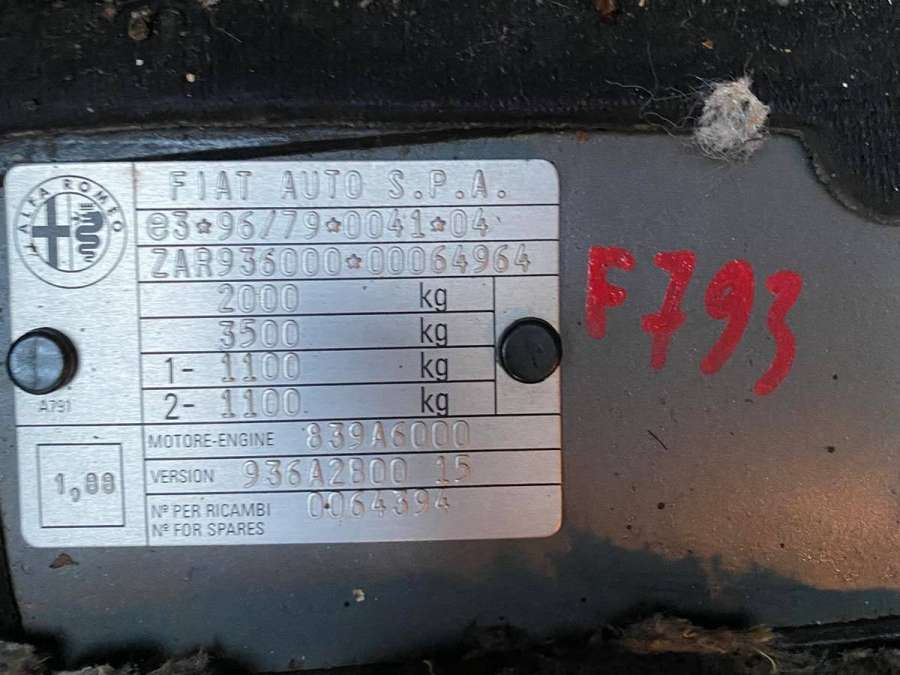 ALFA ROMEO
FIAT AUTO S.P.A.
e3*96/79*0041*04
ZAR936000*00064964
2000 kg
3500 kg
1- 1100 kg
2- 1100 kg
A791
MOTORE-ENGINE 839A6000
VERSION 936A2800 15
1,88
Nº PER RICAMBI 0064394
Nº FOR SPARES
F793